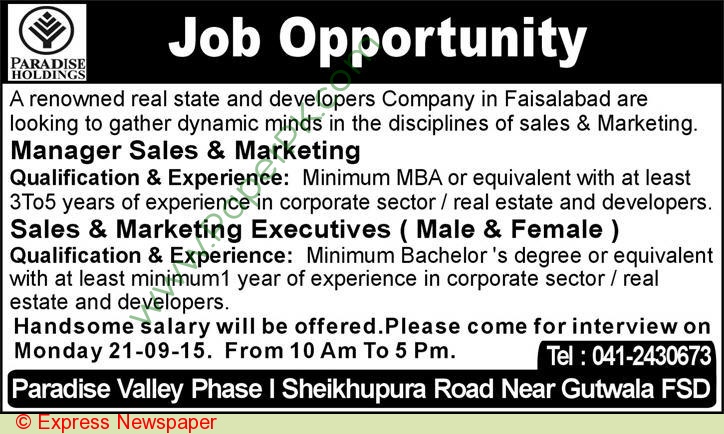 PARADISE
HOLDINGS
Job Opportunity
A renowned real state and developers Company in Faisalabad are
looking to gather dynamic minds in the disciplines of sales & Marketing.
Manager Sales & Marketing
Qualification & Experience: Minimum MBA or equivalent with at least
3To5 years of experience in corporate sector / real estate and developers.
Sales & Marketing Executives ( Male & Female )
Qualification & Experience: Minimum Bachelor 's degree or equivalent
with at least minimum1 year of experience in corporate sector / real
estate and developers.
Handsome salary will be offered.Please come for interview on
Monday 21-09-15. From 10 Am To 5 Pm.
Tel : 041-2430673
Paradise Valley Phase I Sheikhupura Road Near Gutwala FSD
© Express Newspaper
www.PaperPk.com